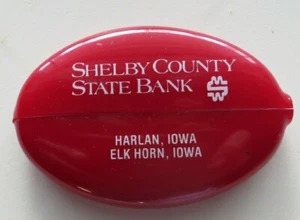 SHELBY COUNTY
STATE BANK
HARLAN, IOWA
ELK HORN, IOWA